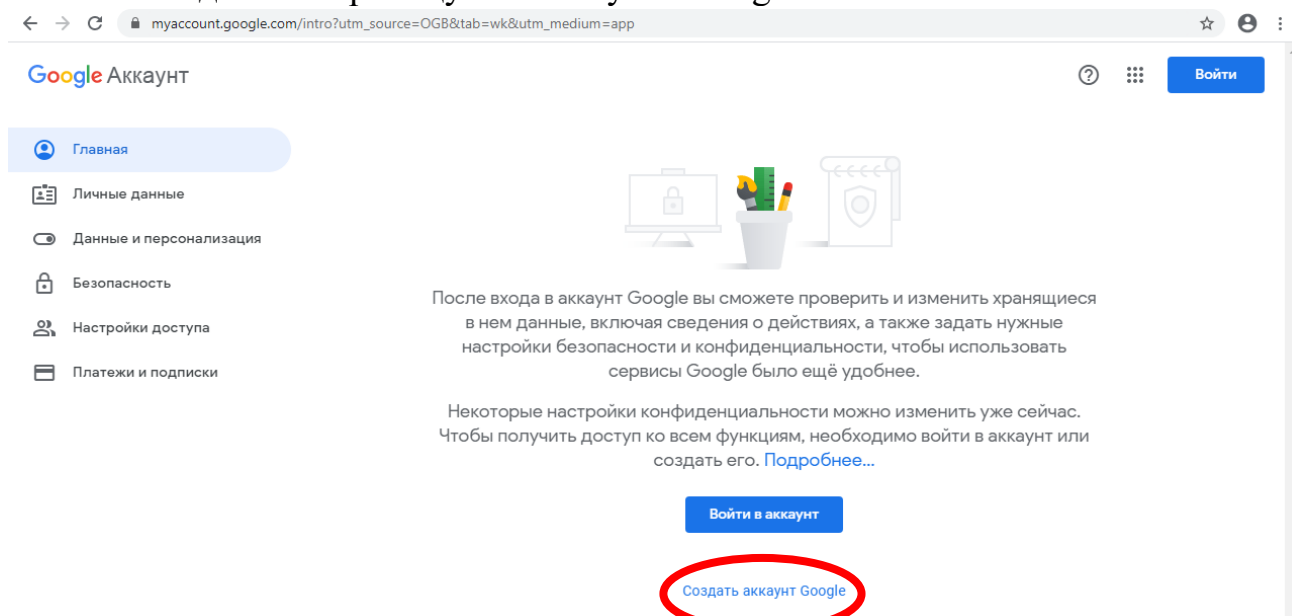 myaccount.google.com/intro?utm_source=OGB&tab=wk&utm_medium=app
Google Аккаунт
Войти
Главная
Личные данные
Данные и персонализация
Безопасность
Настройки доступа
Платежи и подписки
После входа в аккаунт Google вы сможете проверить и изменить хранящиеся
в нем данные, включая сведения о действиях, а также задать нужные
настройки безопасности и конфиденциальности, чтобы использовать
сервисы Google было ещё удобнее.
Некоторые настройки конфиденциальности можно изменить уже сейчас.
Чтобы получить доступ ко всем функциям, необходимо войти в аккаунт или
создать его. Подробнее...
Войти в аккаунт
Создать аккаунт Google